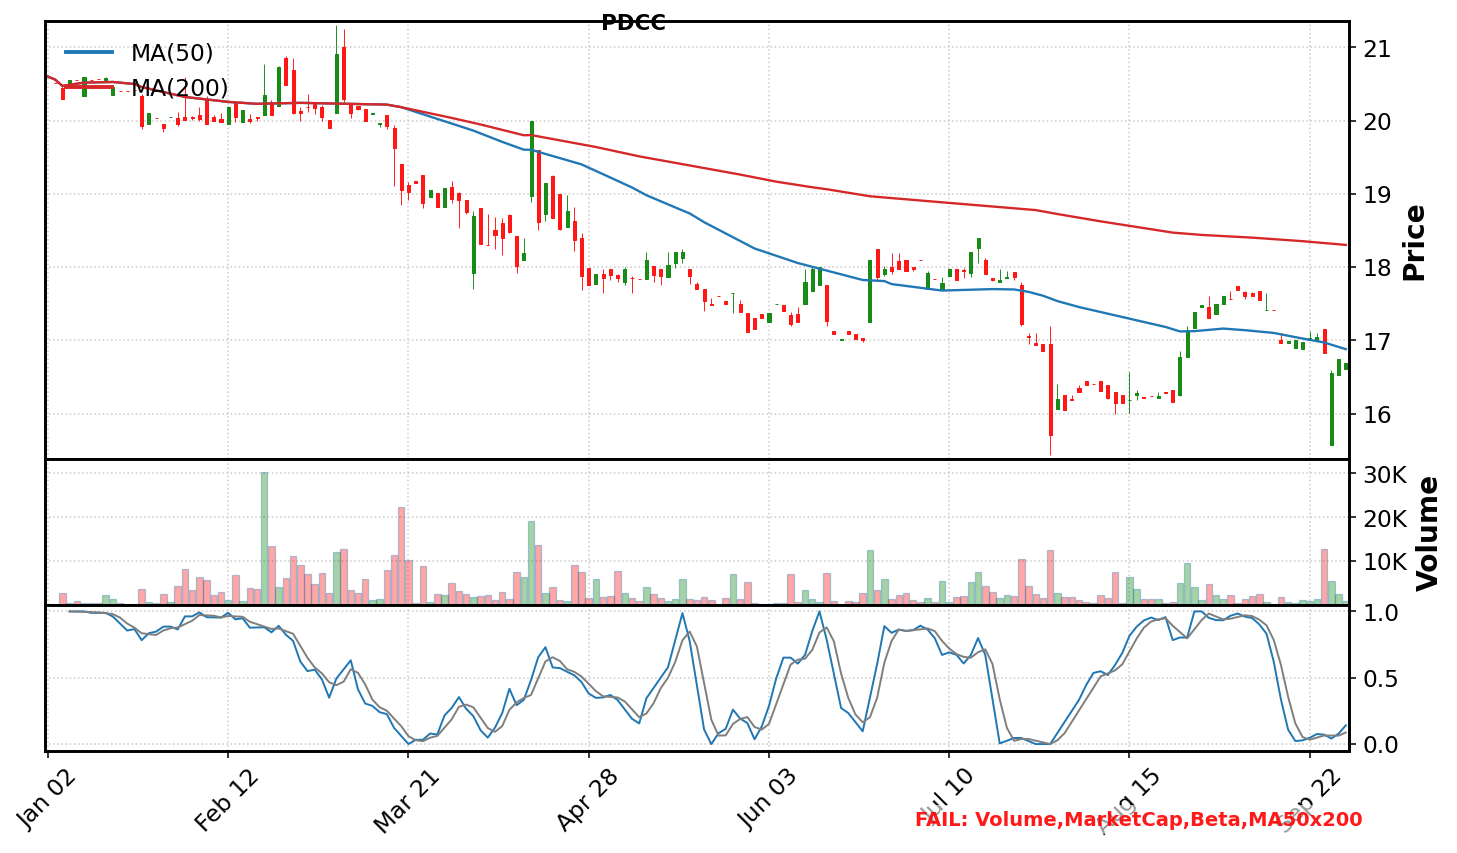 PDCC
MA(50)
MA(200)
21
20
19
18
17
16
Price
30K
20K
10K
Volume
1.0
0.5
0.0
Jan 02
Feb 12
Mar 21
Apr 28
Jun 03
Jul 10
Aug 15
Sep 22
FAIL: Volume,MarketCap,Beta,MA50x200